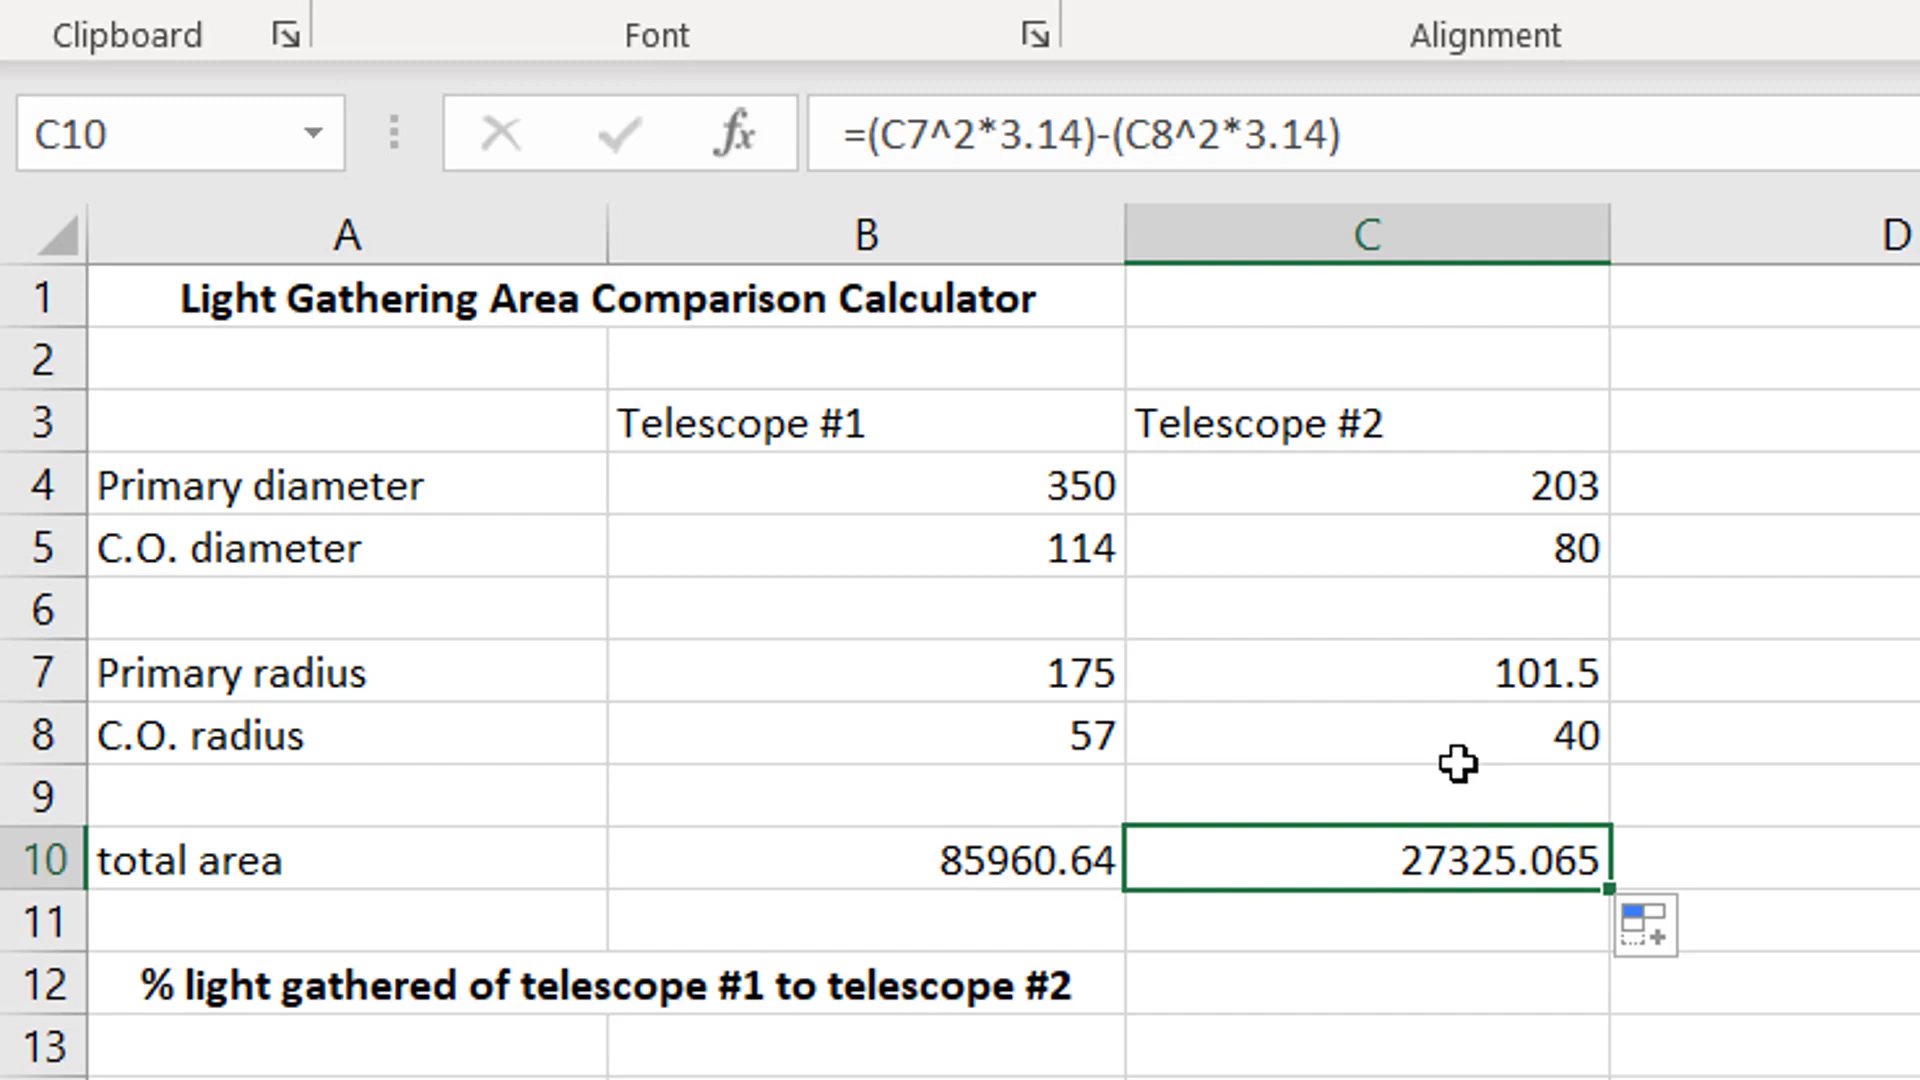 Clipboard Font Alignment
C10 fx =(C7^2*3.14)-(C8^2*3.14)
A B C D
1 Light Gathering Area Comparison Calculator
2
3 Telescope #1 Telescope #2
4 Primary diameter 350 203
5 C.O. diameter 114 80
6
7 Primary radius 175 101.5
8 C.O. radius 57 40
9
10 total area 85960.64 27325.065
11
12 % light gathered of telescope #1 to telescope #2
13